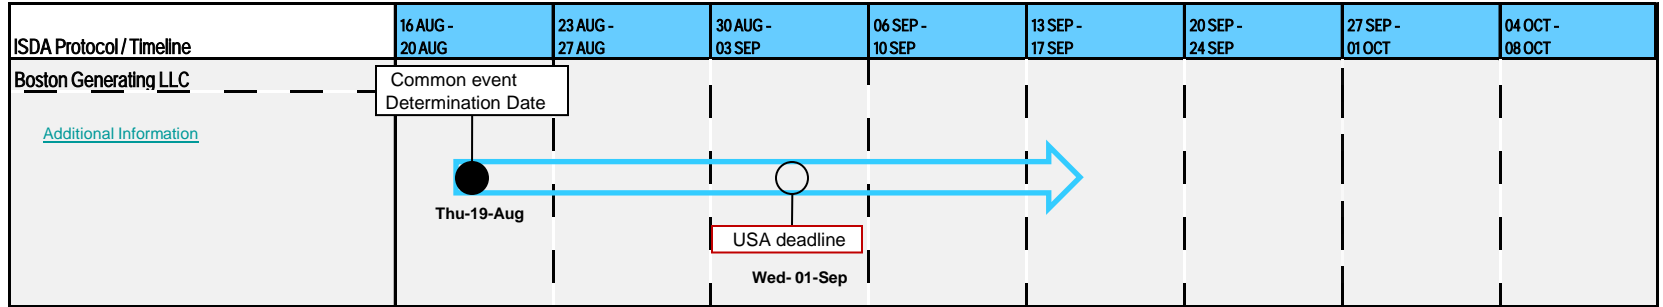 ISDA Protocol / Timeline
16 AUG -
20 AUG
23 AUG -
27 AUG
30 AUG -
03 SEP
06 SEP -
10 SEP
13 SEP -
17 SEP
20 SEP -
24 SEP
27 SEP -
01 OCT
04 OCT -
08 OCT
Boston Generating LLC
Common event
Determination Date
Additional Information
Thu-19-Aug
USA deadline
Wed- 01-Sep